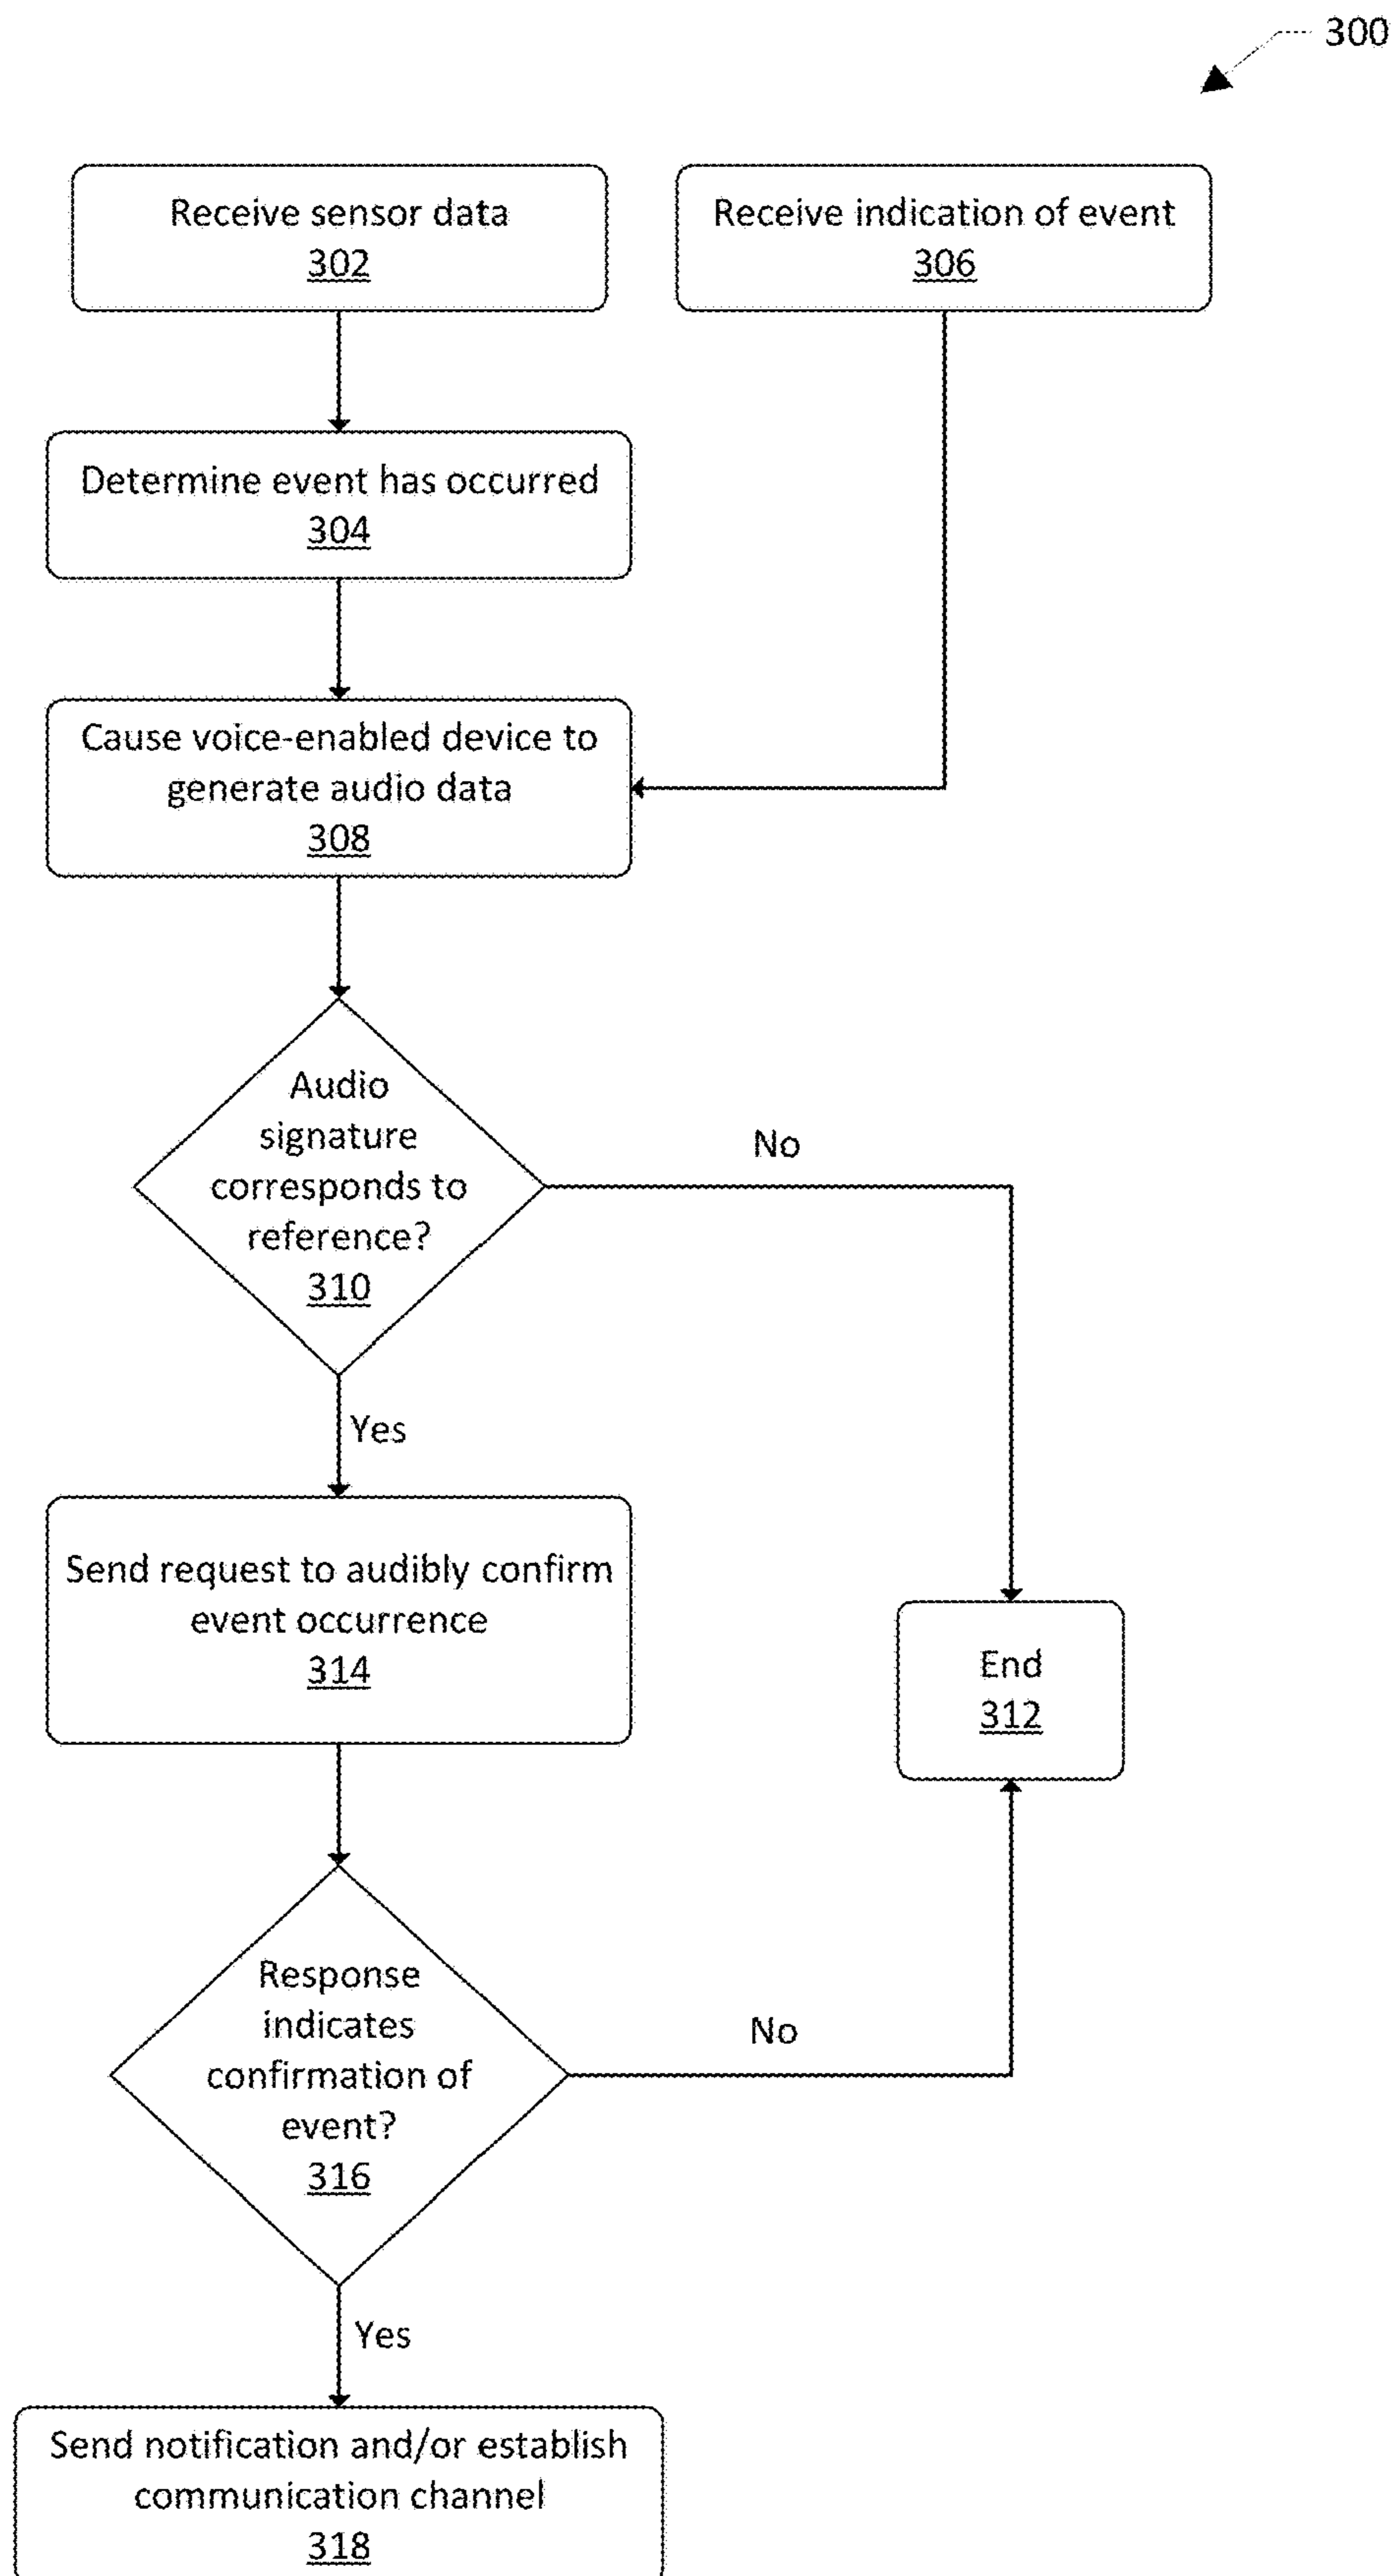 300
Receive sensor data
302
Receive indication of event
306
Determine event has occurred
304
Cause voice-enabled device to
generate audio data
308
Audio
signature
corresponds to
reference?
310
No
Yes
Send request to audibly confirm
event occurrence
314
End
312
Response
indicates
confirmation of
event?
316
No
Yes
Send notification and/or establish
communication channel
318